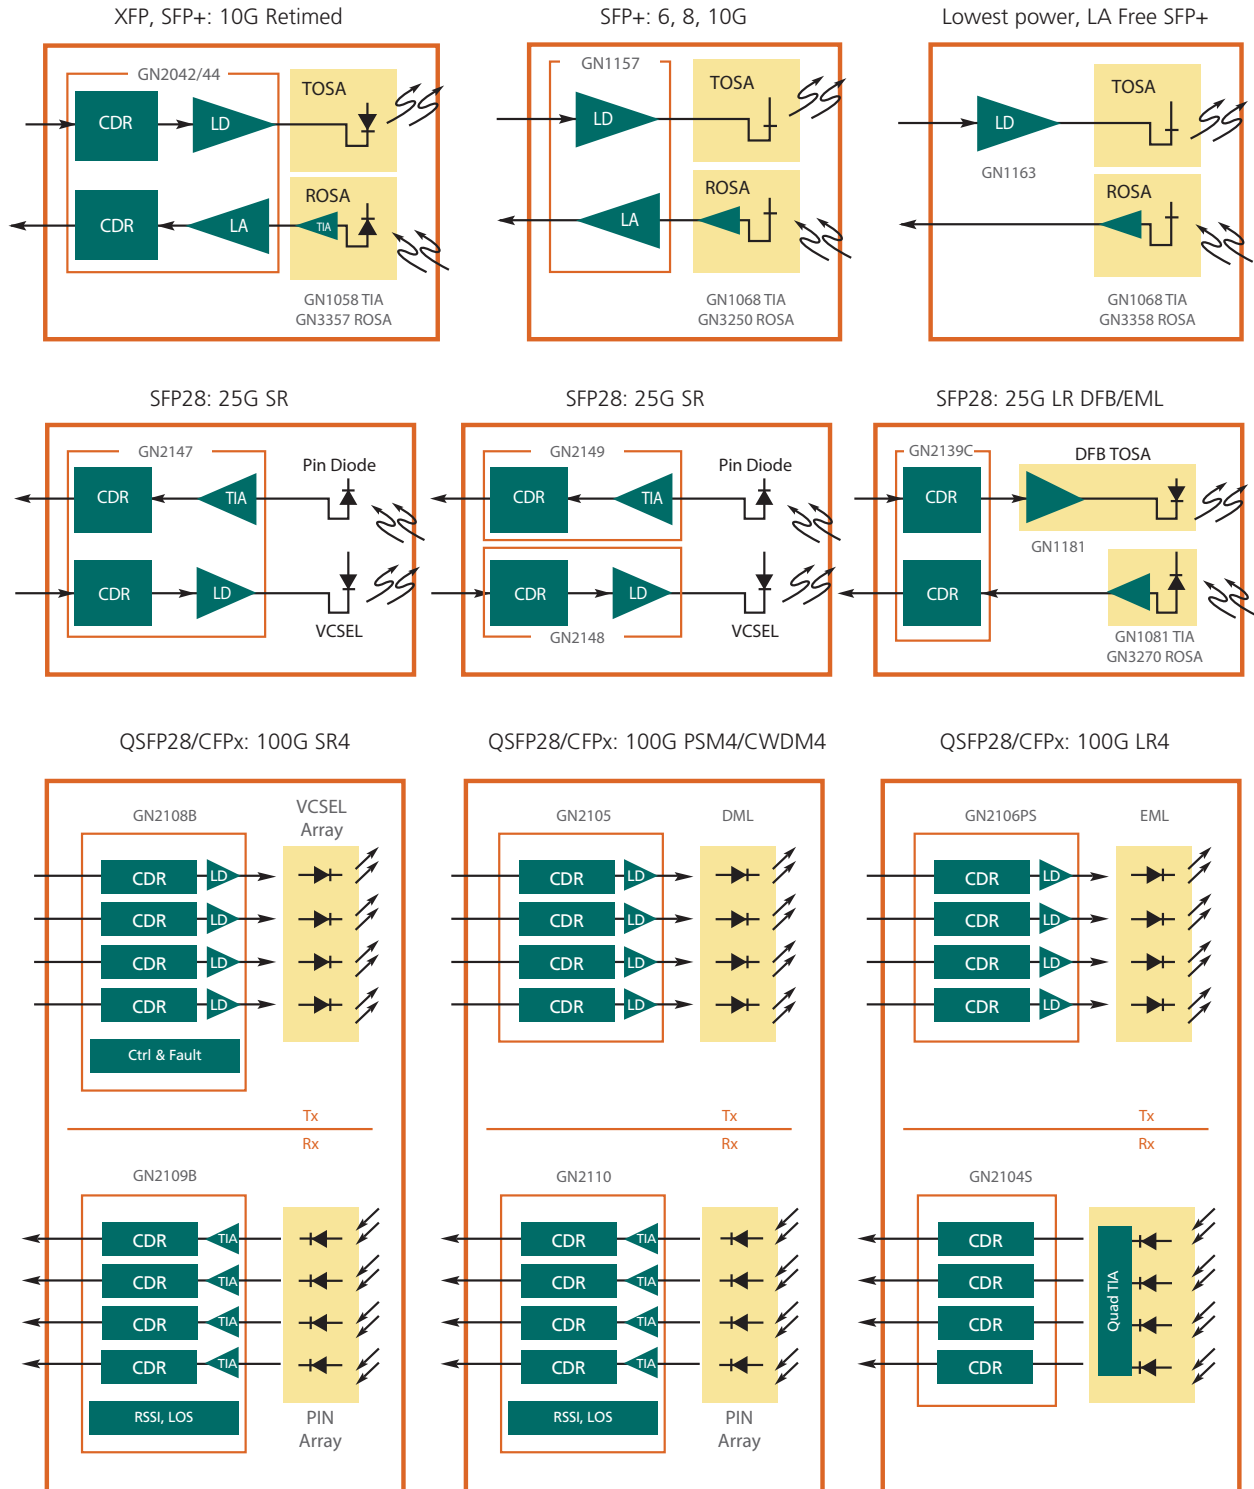 XFP, SFP+: 10G Retimed
GN2042/44
TOSA
CDR
LD
ROSA
CDR
LA
TIA
GN1058 TIA
GN3357 ROSA
SFP+: 6, 8, 10G
GN1157
TOSA
LD
ROSA
LA
GN1068 TIA
GN3250 ROSA
Lowest power, LA Free SFP+
TOSA
LD
GN1163
ROSA
GN1068 TIA
GN3358 ROSA
SFP28: 25G SR
GN2147
Pin Diode
CDR
TIA
CDR
LD
VCSEL
SFP28: 25G SR
GN2149
Pin Diode
CDR
TIA
CDR
LD
GN2148
VCSEL
SFP28: 25G LR DFB/EML
GN2139C
DFB TOSA
CDR
GN1181
CDR
GN1081 TIA
GN3270 ROSA
QSFP28/CFPx: 100G SR4
GN2108B
VCSEL
Array
CDR
LD
CDR
LD
CDR
LD
CDR
LD
Ctrl & Fault
Tx
Rx
GN2109B
CDR
TIA
CDR
TIA
CDR
TIA
CDR
TIA
RSSI, LOS
PIN
Array
QSFP28/CFPx: 100G PSM4/CWDM4
GN2105
DML
CDR
LD
CDR
LD
CDR
LD
CDR
LD
Tx
Rx
GN2110
CDR
TIA
CDR
TIA
CDR
TIA
CDR
TIA
RSSI, LOS
PIN
Array
QSFP28/CFPx: 100G LR4
GN2106PS
EML
CDR
LD
CDR
LD
CDR
LD
CDR
LD
Tx
Rx
GN2104S
CDR
CDR
CDR
CDR
Quad TIA